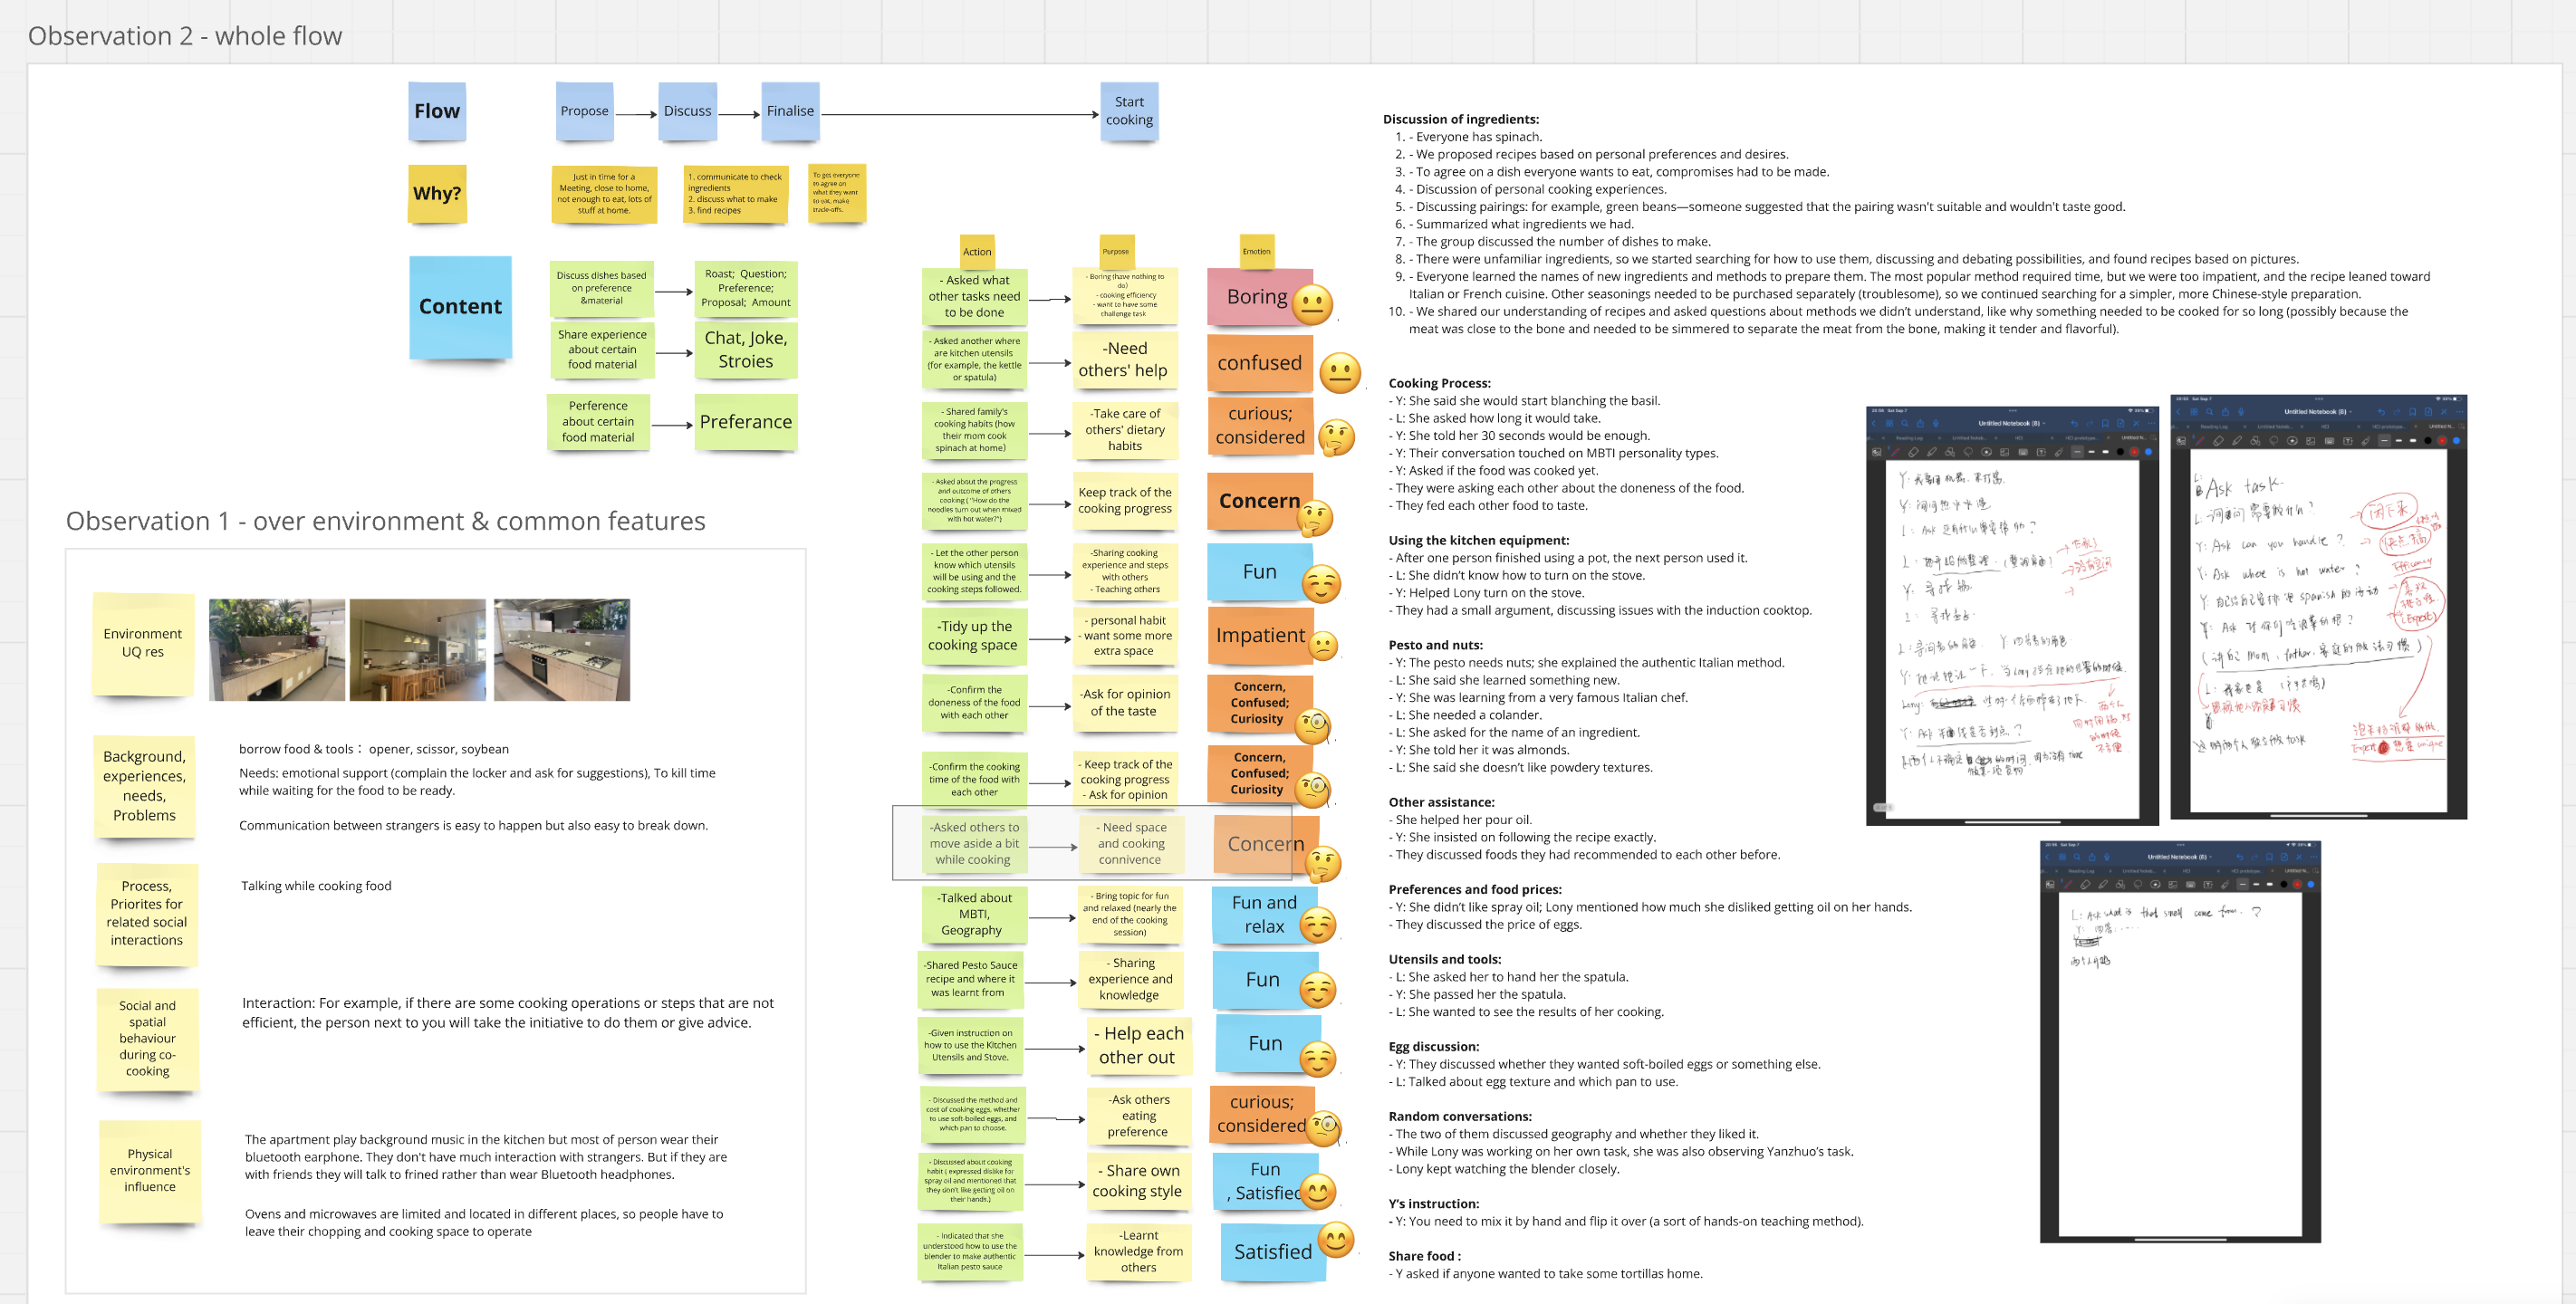 Observation 2 - whole flow
Flow
Propose
Discuss
Finalise
Start
cooking
Why?
Just in time for a
Meeting, close to home,
not enough to eat, lots of
stuff at home.
1. communicate to check
ingredients
2. discuss what to make
3. find recipes
To get everyone
to agree on
what they want
to eat, make
trade-offs.
Content
Discuss dishes based
on preference
&material
Roast; Question;
Preference;
Proposal; Amount
Share experience
about certain
food material
Chat, Joke,
Stroies
Perference
about certain
food material
Preferance
Action
Purpose
Emotion
- Asked what
other tasks need
to be done
- Boring (have nothing to
do)
- cooking efficiency
- want to have some
challenge task
Boring
- Asked another where
are kitchen utensils
(for example, the kettle
or spatula)
-Need
others' help
confused
- Shared family's
cooking habits (how
their mom cook
spinach at home)
-Take care of
others' dietary
habits
curious;
considered
- Asked about the progress
and outcome of others
cooking ( "How do the
noodles turn out when mixed
with hot water?")
Keep track of the
cooking progress
Concern
- Let the other person
know which utensils
will be using and the
cooking steps followed.
-Sharing cooking
experience and steps
with others
- Teaching others
Fun
-Tidy up the
cooking space
- personal habit
- want some more
extra space
Impatient
-Confirm the
doneness of the food
with each other
-Ask for opinion
of the taste
Concern,
Confused;
Curiosity
-Confirm the cooking
time of the food with
each other
- Keep track of the
cooking progress
- Ask for opinion
Concern,
Confused;
Curiosity
-Asked others to
move aside a bit
while cooking
- Need space
and cooking
connivence
Concern
-Talked about
MBTI,
Geography
- Bring topic for fun
and relaxed (nearly the
end of the cooking
session)
Fun and
relax
-Shared Pesto Sauce
recipe and where it
was learnt from
- Sharing
experience and
knowledge
Fun
-Given instruction on
how to use the Kitchen
Utensils and Stove.
- Help each
other out
Fun
- Discussed the method and
cost of cooking eggs, whether
to use soft-boiled eggs, and
which pan to choose.
-Ask others
eating
preference
curious;
considered
- Discussed about cooking
habit ( expressed dislike for
spray oil and mentioned that
they don't like getting oil on
their hands.)
- Share own
cooking style
Fun
, Satisfied
- Indicated that she
understood how to use the
blender to make authentic
Italian pesto sauce
-Learnt
knowledge from
others
Satisfied
Observation 1 - over environment & common features
Environment
UQ res
Background,
experiences,
needs,
Problems
borrow food & tools： opener, scissor, soybean
Needs: emotional support (complain the locker and ask for suggestions), To kill time
while waiting for the food to be ready.
Communication between strangers is easy to happen but also easy to break down.
Process,
Priorites for
related social
interactions
Talking while cooking food
Social and
spatial
behaviour
during co-
cooking
Interaction: For example, if there are some cooking operations or steps that are not
efficient, the person next to you will take the initiative to do them or give advice.
Physical
environment's
influence
The apartment play background music in the kitchen but most of person wear their
bluetooth earphone. They don't have much interaction with strangers. But if they are
with friends they will talk to frined rather than wear Bluetooth headphones.
Ovens and microwaves are limited and located in different places, so people have to
leave their chopping and cooking space to operate
Discussion of ingredients:
1. - Everyone has spinach.
2. - We proposed recipes based on personal preferences and desires.
3. - To agree on a dish everyone wants to eat, compromises had to be made.
4. - Discussion of personal cooking experiences.
5. - Discussing pairings: for example, green beans—someone suggested that the pairing wasn't suitable and wouldn't taste good.
6. - Summarized what ingredients we had.
7. - The group discussed the number of dishes to make.
8. - There were unfamiliar ingredients, so we started searching for how to use them, discussing and debating possibilities, and found recipes based on pictures.
9. - Everyone learned the names of new ingredients and methods to prepare them. The most popular method required time, but we were too impatient, and the recipe leaned toward
Italian or French cuisine. Other seasonings needed to be purchased separately (troublesome), so we continued searching for a simpler, more Chinese-style preparation.
10. - We shared our understanding of recipes and asked questions about methods we didn't understand, like why something needed to be cooked for so long (possibly because the
meat was close to the bone and needed to be simmered to separate the meat from the bone, making it tender and flavorful).
Cooking Process:
- Y: She said she would start blanching the basil.
- L: She asked how long it would take.
- Y: She told her 30 seconds would be enough.
- Y: Their conversation touched on MBTI personality types.
- Y: Asked if the food was cooked yet.
- They were asking each other about the doneness of the food.
- They fed each other food to taste.
Using the kitchen equipment:
- After one person finished using a pot, the next person used it.
- L: She didn't know how to turn on the stove.
- Y: Helped Lony turn on the stove.
- They had a small argument, discussing issues with the induction cooktop.
Pesto and nuts:
- Y: The pesto needs nuts; she explained the authentic Italian method.
- L: She said she learned something new.
- Y: She was learning from a very famous Italian chef.
- L: She needed a colander.
- L: She asked for the name of an ingredient.
- Y: She told her it was almonds.
- L: She said she doesn't like powdery textures.
Other assistance:
- She helped her pour oil.
- Y: She insisted on following the recipe exactly.
- They discussed foods they had recommended to each other before.
Preferences and food prices:
- Y: She didn't like spray oil; Lony mentioned how much she disliked getting oil on her hands.
- They discussed the price of eggs.
Utensils and tools:
- L: She asked her to hand her the spatula.
- Y: She passed her the spatula.
- L: She wanted to see the results of her cooking.
Egg discussion:
- Y: They discussed whether they wanted soft-boiled eggs or something else.
- L: Talked about egg texture and which pan to use.
Random conversations:
- The two of them discussed geography and whether they liked it.
- While Lony was working on her own task, she was also observing Yanzhuo's task.
- Lony kept watching the blender closely.
Y's instruction:
- Y: You need to mix it by hand and flip it over (a sort of hands-on teaching method).
Share food :
- Y asked if anyone wanted to take some tortillas home.
Untitled Notebook (8)
Untitled Notebook (8)
Ask task.
Y: Ask can you handle ?
Y: Ask where is hot water ?
Efficiency
Untitled Notebook (8)
L: Ask what is that smell come from. ?